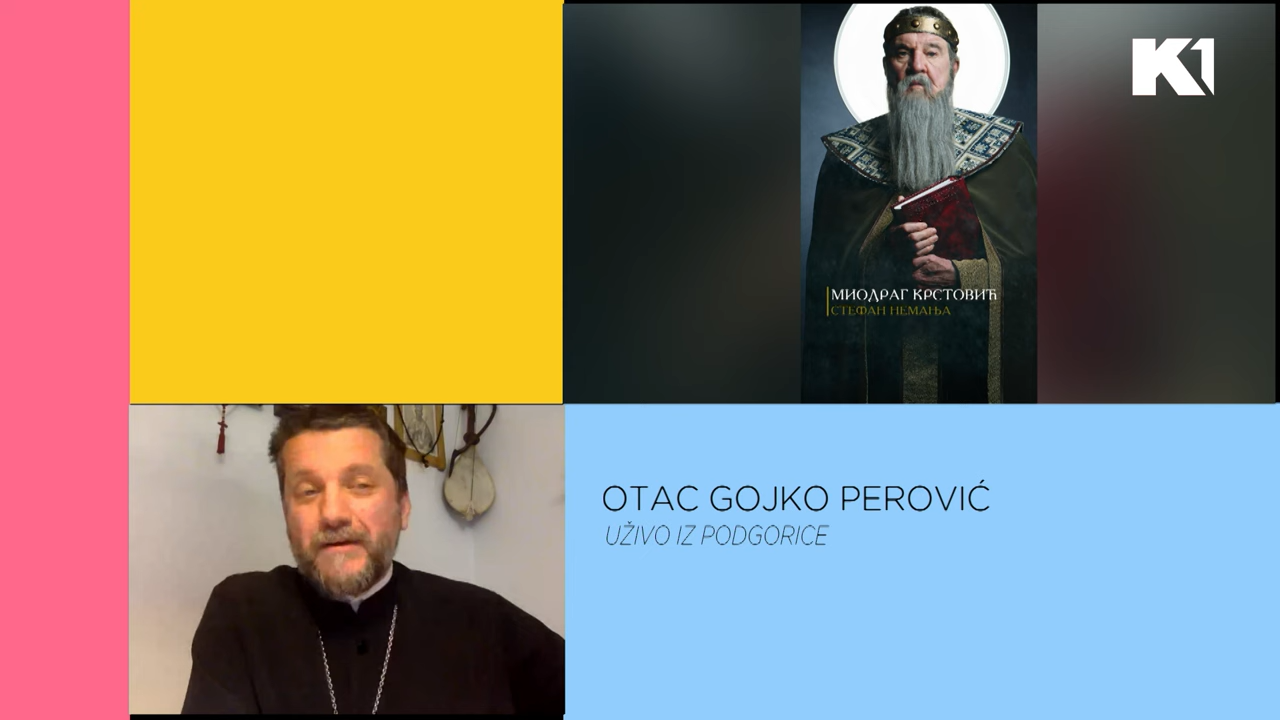 K1
МИОДРАГ КРСТОВИЋ
СТЕФАН НЕМАЊА
OTAC GOJKO PEROVIĆ
UŽIVO IZ PODGORICE